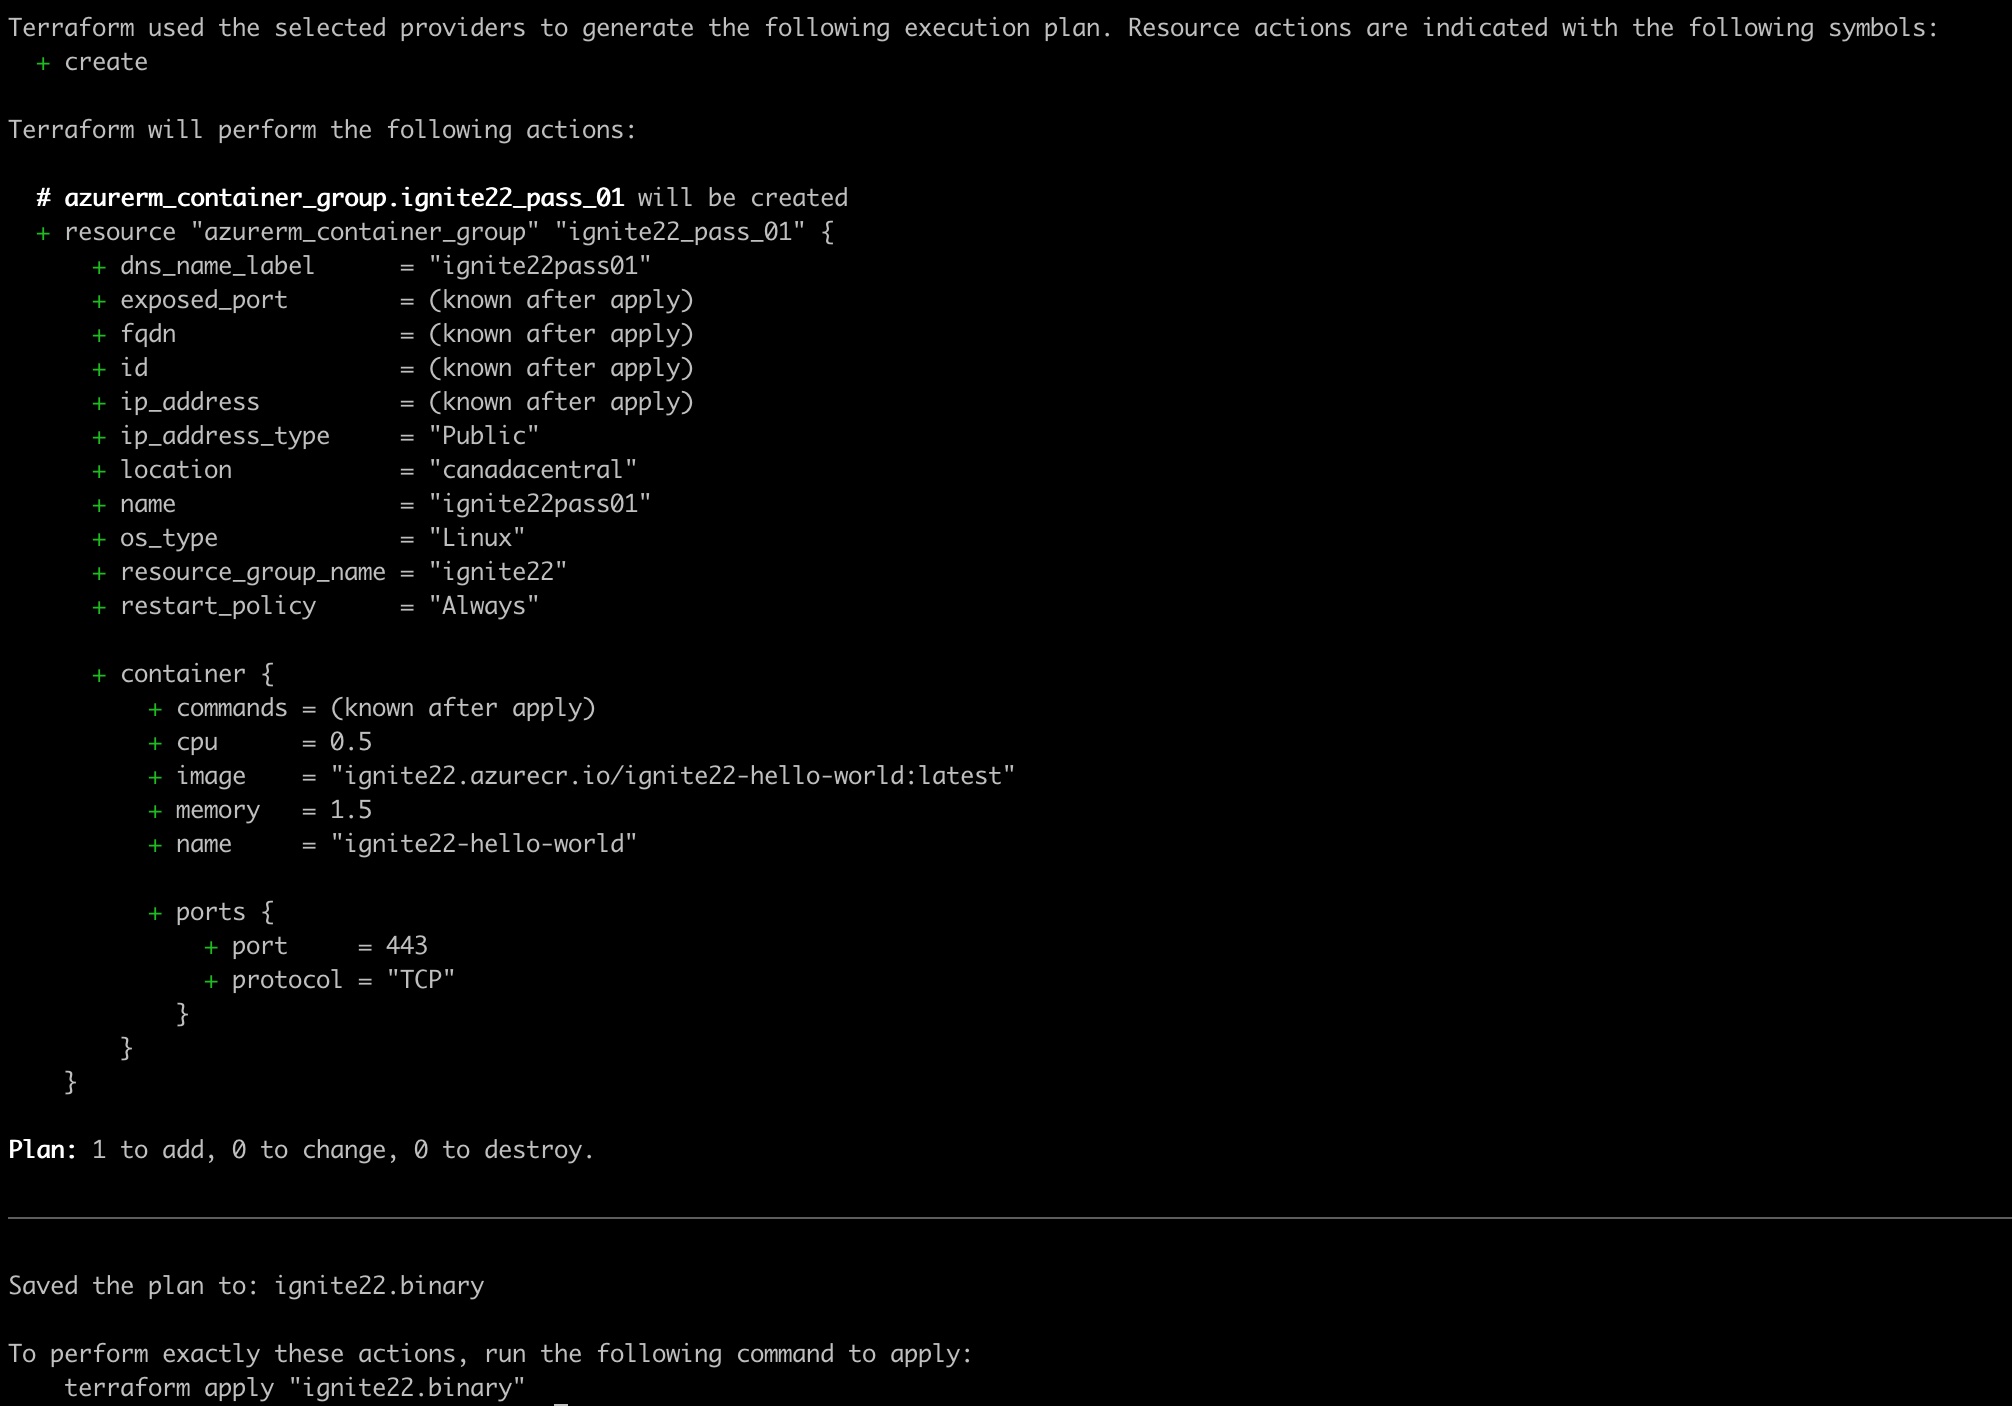 Terraform used the selected providers to generate the following execution plan. Resource actions are indicated with the following symbols:
  + create

Terraform will perform the following actions:

  # azurerm_container_group.ignite22_pass_01 will be created
  + resource "azurerm_container_group" "ignite22_pass_01" {
      + dns_name_label      = "ignite22pass01"
      + exposed_port        = (known after apply)
      + fqdn                = (known after apply)
      + id                  = (known after apply)
      + ip_address          = (known after apply)
      + ip_address_type     = "Public"
      + location            = "canadacentral"
      + name                = "ignite22pass01"
      + os_type             = "Linux"
      + resource_group_name = "ignite22"
      + restart_policy      = "Always"

      + container {
          + commands = (known after apply)
          + cpu      = 0.5
          + image    = "ignite22.azurecr.io/ignite22-hello-world:latest"
          + memory   = 1.5
          + name     = "ignite22-hello-world"

          + ports {
              + port     = 443
              + protocol = "TCP"
            }
        }
    }

Plan: 1 to add, 0 to change, 0 to destroy.

Saved the plan to: ignite22.binary

To perform exactly these actions, run the following command to apply:
    terraform apply "ignite22.binary"